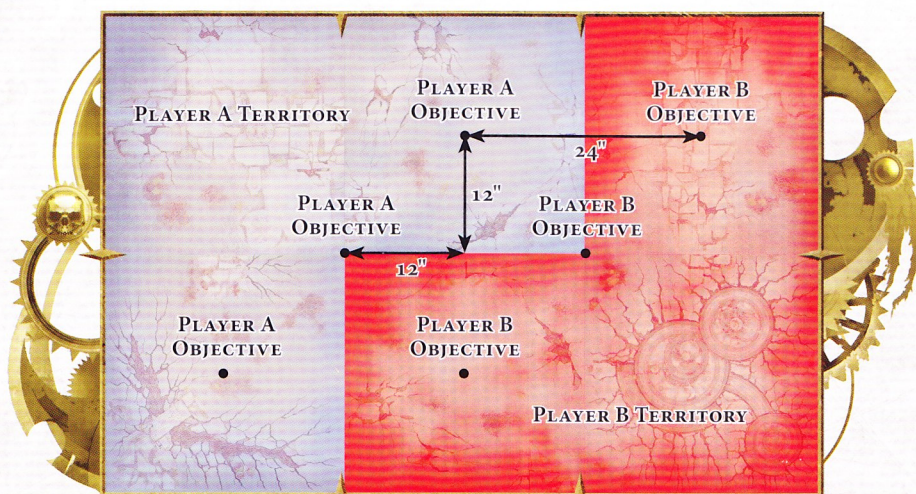 Player A
Objective
Player B
Objective
Player A Territory
24"
12"
Player A
Objective
Player B
Objective
12"
Player A
Objective
Player B
Objective
Player B Territory